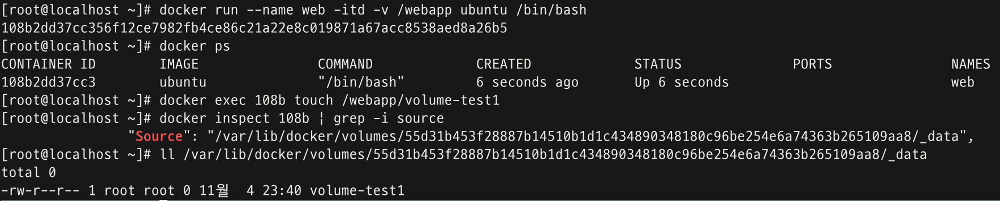 [root@localhost ~]# docker run --name web -itd -v /webapp ubuntu /bin/bash
108b2dd37cc356f12ce7982fb4ce86c21a22e8c019871a67acc8538aed8a26b5
[root@localhost ~]# docker ps
CONTAINER ID        IMAGE               COMMAND             CREATED             STATUS              PORTS               NAMES
108b2dd37cc3        ubuntu              "/bin/bash"         6 seconds ago       Up 6 seconds                            web
[root@localhost ~]# docker exec 108b touch /webapp/volume-test1
[root@localhost ~]# docker inspect 108b | grep -i source
                "Source": "/var/lib/docker/volumes/55d31b453f28887b14510b1d1c434890348180c96be254e6a74363b265109aa8/_data",
[root@localhost ~]# ll /var/lib/docker/volumes/55d31b453f28887b14510b1d1c434890348180c96be254e6a74363b265109aa8/_data
total 0
-rw-r--r-- 1 root root 0 11월  4 23:40 volume-test1